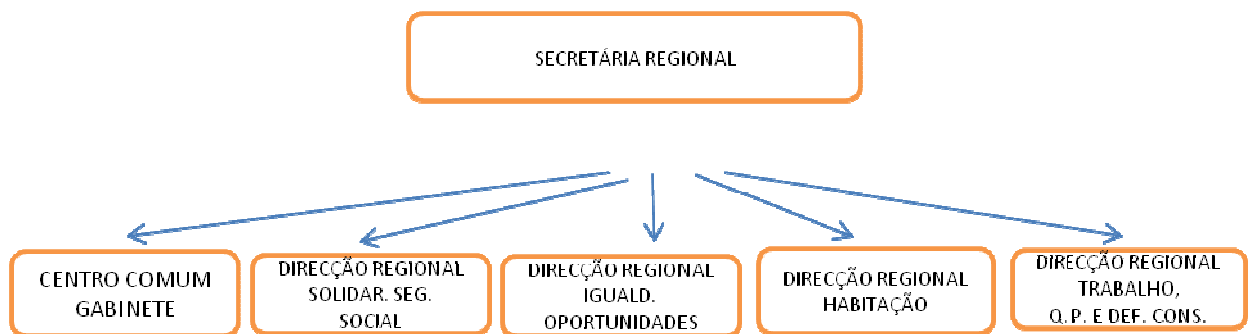 SECRETÁRIA REGIONAL
CENTRO COMUM
GABINETE
DIRECÇÃO REGIONAL
SOLIDAR. SEG.
SOCIAL
DIRECÇÃO REGIONAL
IGUALD.
OPORTUNIDADES
DIRECÇÃO REGIONAL
HABITAÇÃO
DIRECÇÃO REGIONAL
TRABALHO,
Q. P. E DEF. CONS.